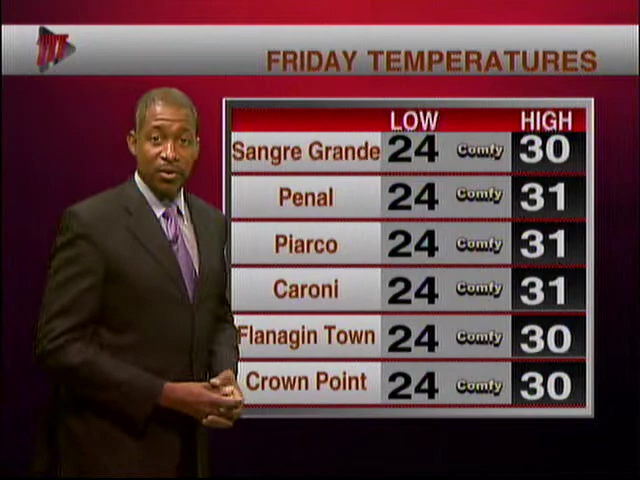 FRIDAY TEMPERATURES
LOW HIGH
Sangre Grande 24 Comfy 30
Penal 24 Comfy 31
Piarco 24 Comfy 31
Caroni 24 Comfy 31
Flanagin Town 24 Comfy 30
Crown Point 24 Comfy 30